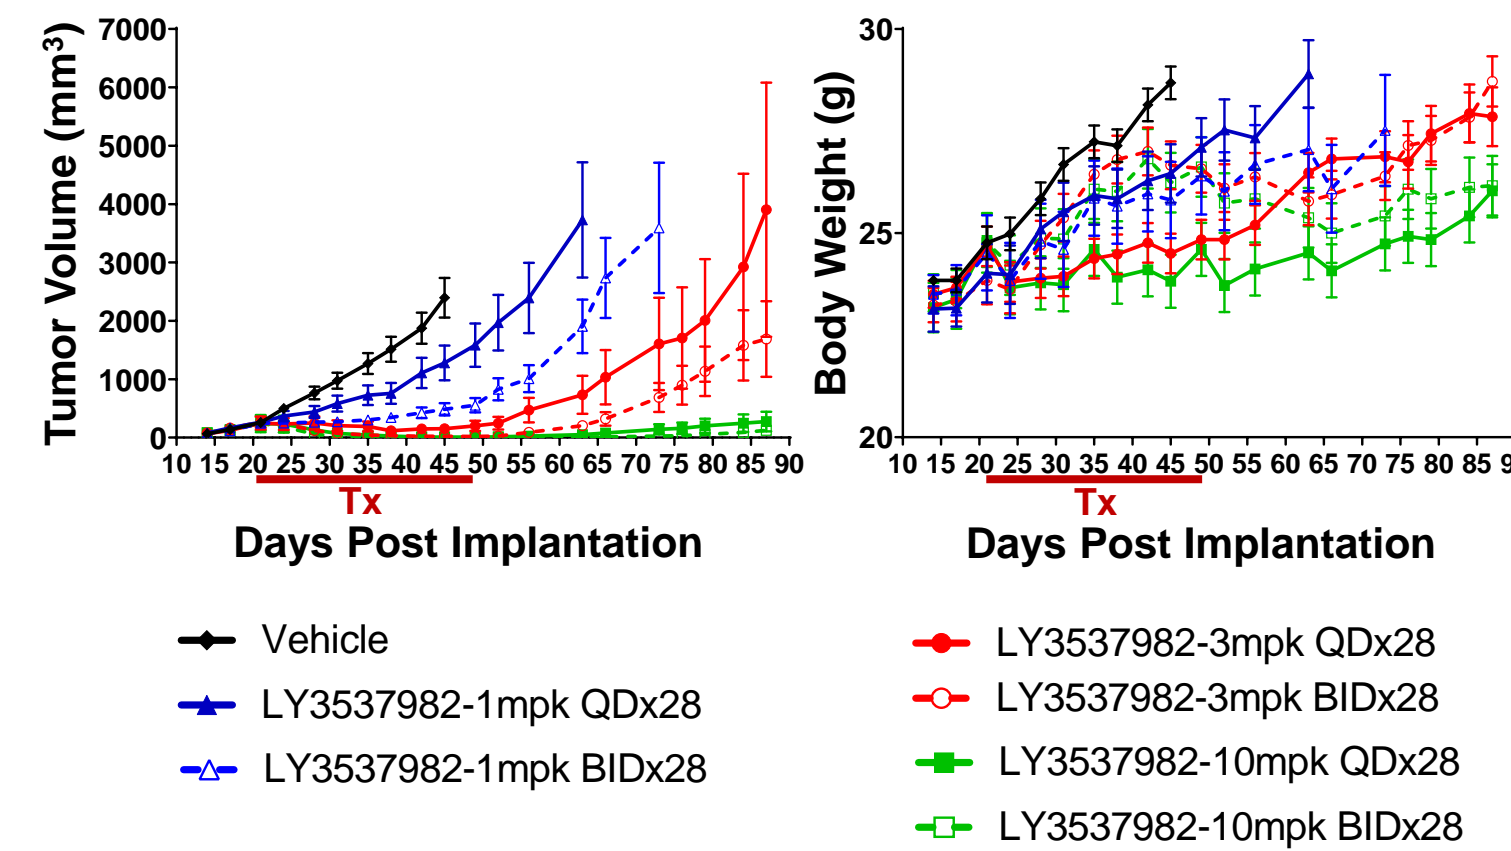 Tumor Volume (mm³)
7000
6000
5000
4000
3000
2000
1000
0
10 15 20 25 30 35 40 45 50 55 60 65 70 75 80 85 90
Tx
Days Post Implantation
Body Weight (g)
30
25
20
10 15 20 25 30 35 40 45 50 55 60 65 70 75 80 85 9
Tx
Days Post Implantation
Vehicle
LY3537982-1mpk QDx28
LY3537982-1mpk BIDx28
LY3537982-3mpk QDx28
LY3537982-3mpk BIDx28
LY3537982-10mpk QDx28
LY3537982-10mpk BIDx28